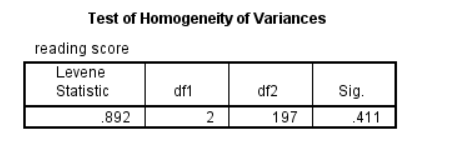 Test of Homogeneity of Variances
reading score
Levene
Statistic df1 df2 Sig.
.892 2 197 .411